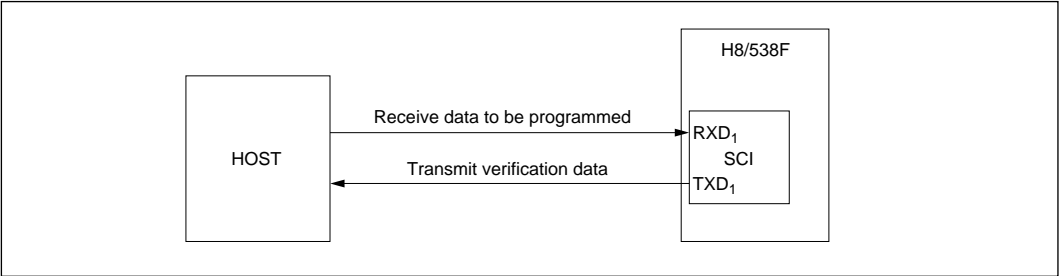 H8/538F
Receive data to be programmed
RXD₁
HOST
SCI
Transmit verification data
TXD₁